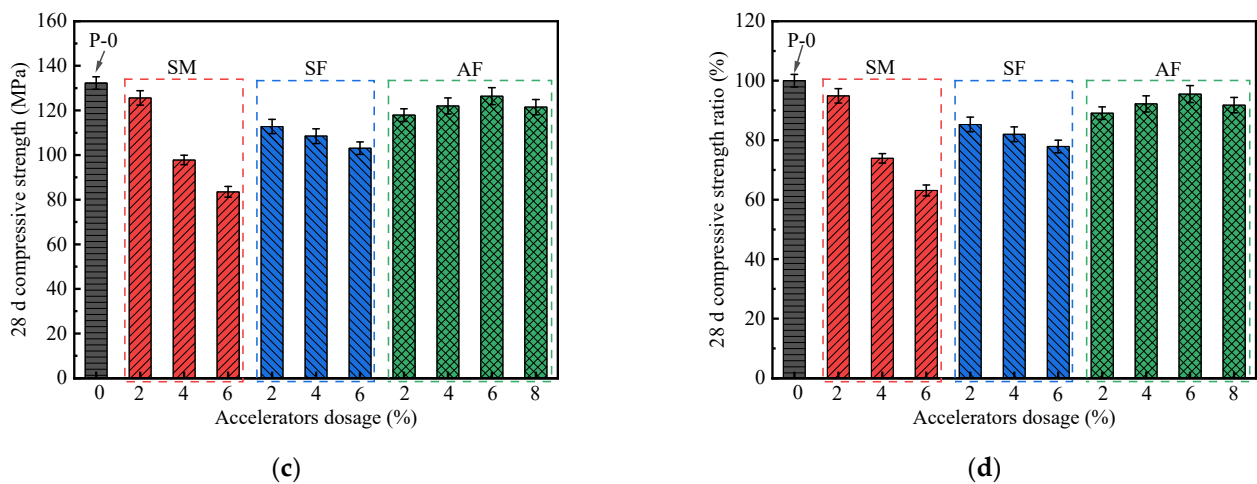 160
140
120
100
80
60
40
20
0
28 d compressive strength (MPa)
P-0
SM
SF
AF
0 2 4 6 2 4 6 2 4 6 8
Accelerators dosage (%)
(c)
120
100
80
60
40
20
0
28 d compressive strength ratio (%)
P-0
SM
SF
AF
0 2 4 6 2 4 6 2 4 6 8
Accelerators dosage (%)
(d)